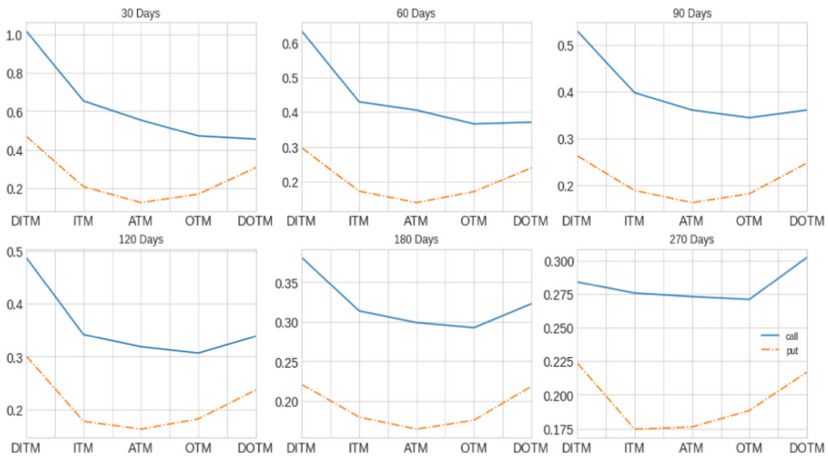 30 Days
60 Days
90 Days
1.0
0.8
0.6
0.4
0.2
0.6
0.5
0.4
0.3
0.2
0.5
0.4
0.3
0.2
DITM ITM ATM OTM DOTM
DITM ITM ATM OTM DOTM
DITM ITM ATM OTM DOTM
120 Days
180 Days
270 Days
0.5
0.4
0.3
0.2
0.35
0.30
0.25
0.20
0.300
0.275
0.250
0.225
0.200
0.175
call
put
DITM ITM ATM OTM DOTM
DITM ITM ATM OTM DOTM
DITM ITM ATM OTM DOTM